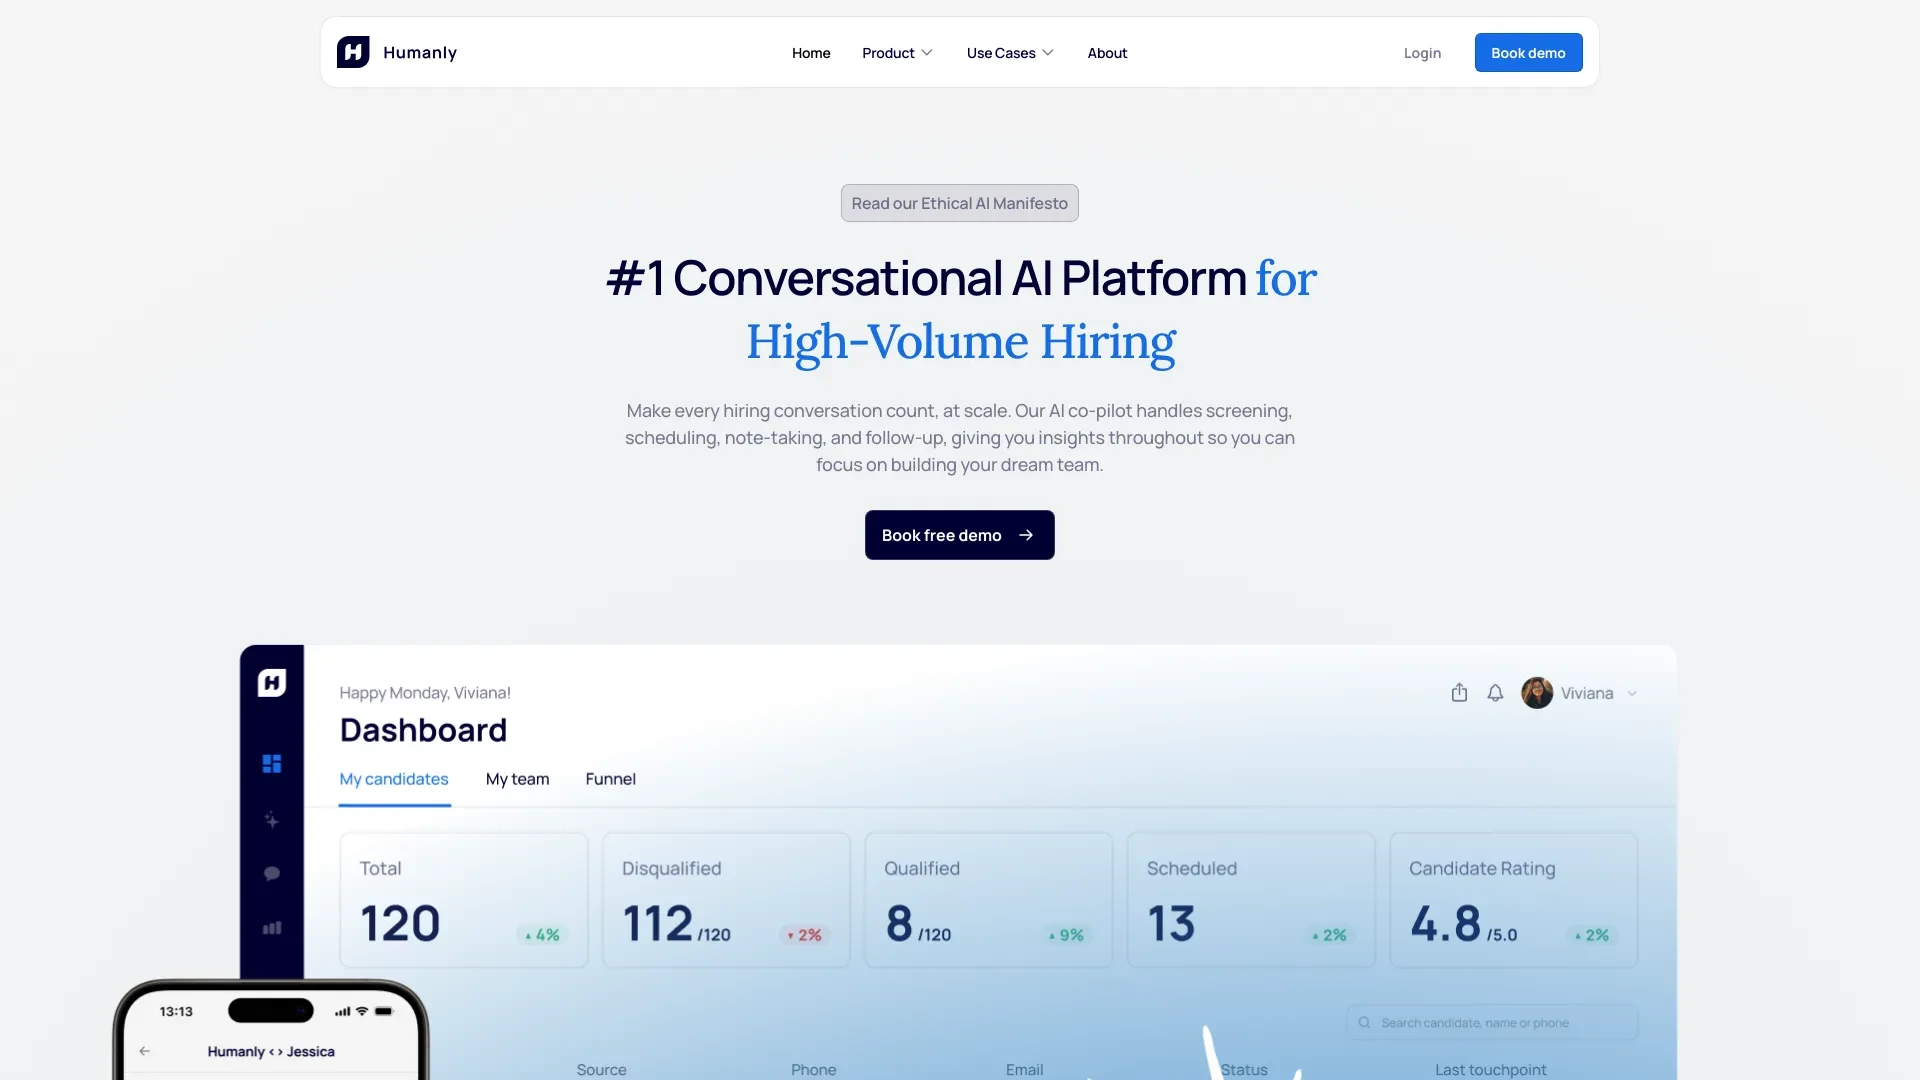 Humanly
Home
Product
Use Cases
About
Login
Book demo
Read our Ethical AI Manifesto
#1 Conversational AI Platform for
High-Volume Hiring
Make every hiring conversation count, at scale. Our AI co-pilot handles screening,
scheduling, note-taking, and follow-up, giving you insights throughout so you can
focus on building your dream team.
Book free demo
Happy Monday, Viviana!
Viviana
Dashboard
My candidates
My team
Funnel
Total
120
4%
Disqualified
112 /120
2%
Qualified
8 /120
9%
Scheduled
13
2%
Candidate Rating
4.8 /5.0
2%
13:13
Humanly <> Jessica
Search candidate, name or phone
Source
Phone
Email
Status
Last touchpoint